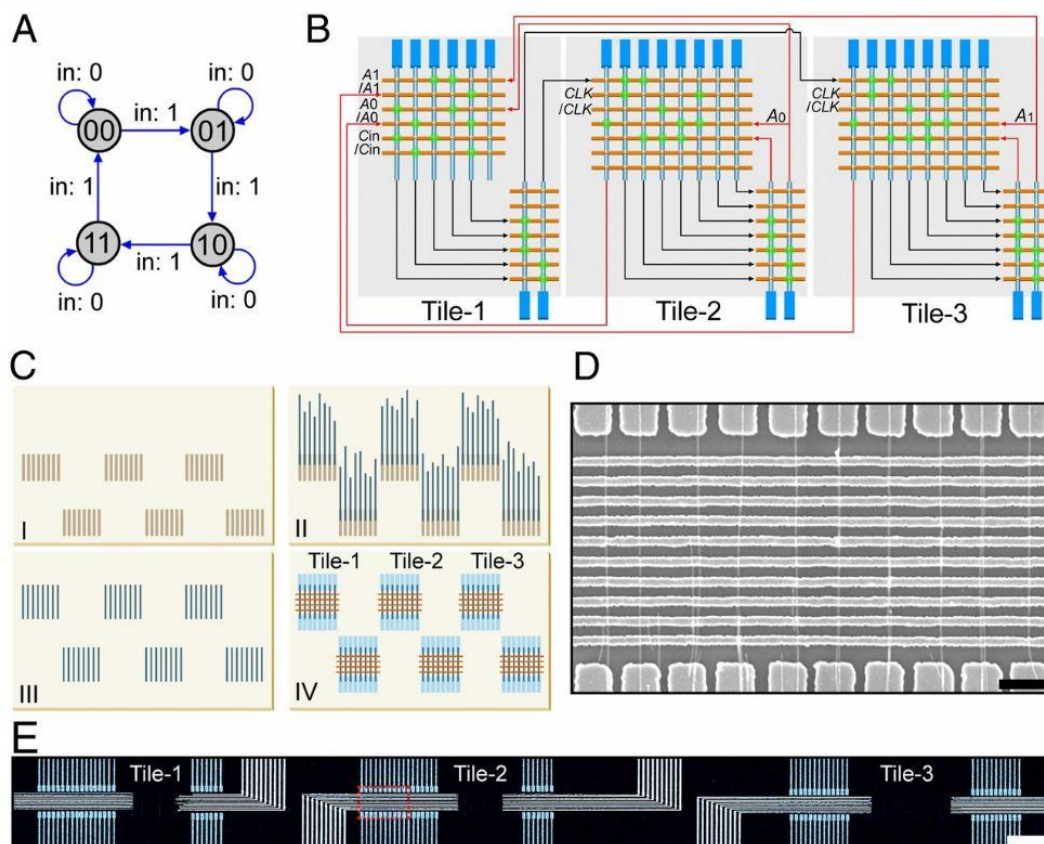 A
in: 0
in: 0
00
in: 1
01
in: 1
in: 1
11
in: 1
10
in: 0
in: 0
B
A1
/A1
A0
/A0
Cin
/Cin
CLK
/CLK
A0
CLK
/CLK
A1
Tile-1
Tile-2
Tile-3
C
I
II
III
Tile-1
Tile-2
Tile-3
IV
D
E
Tile-1
Tile-2
Tile-3